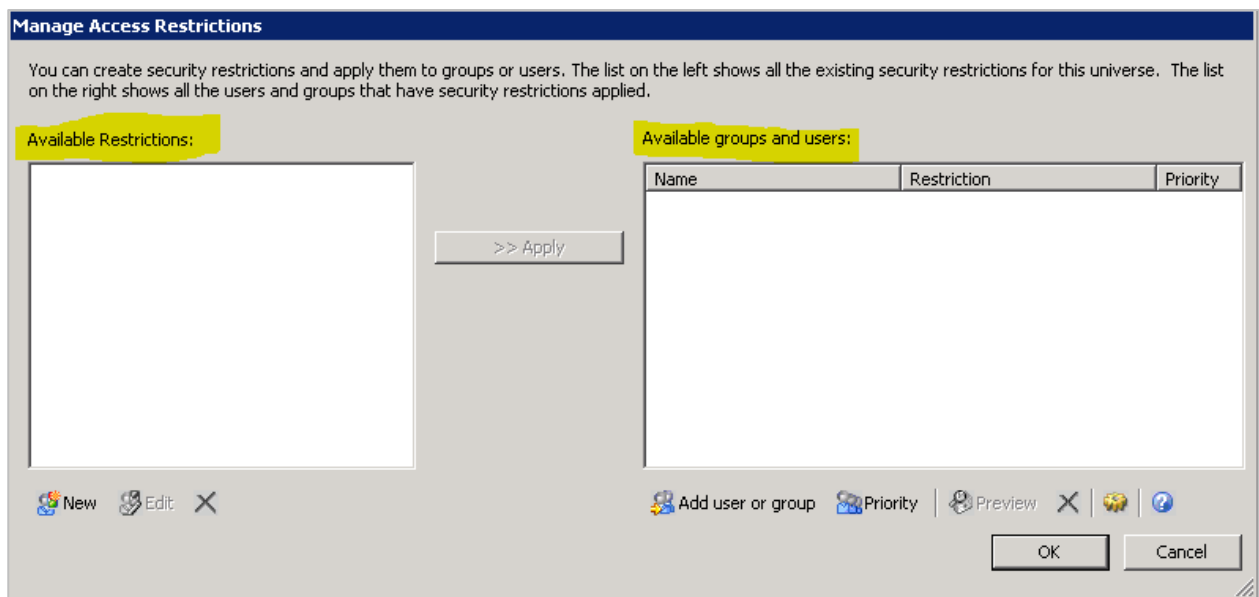 Manage Access Restrictions
You can create security restrictions and apply them to groups or users. The list on the left shows all the existing security restrictions for this universe. The list
on the right shows all the users and groups that have security restrictions applied.
Available Restrictions:
Available groups and users:
Name Restriction Priority
>> Apply
New Edit
Add user or group Priority Preview
OK Cancel